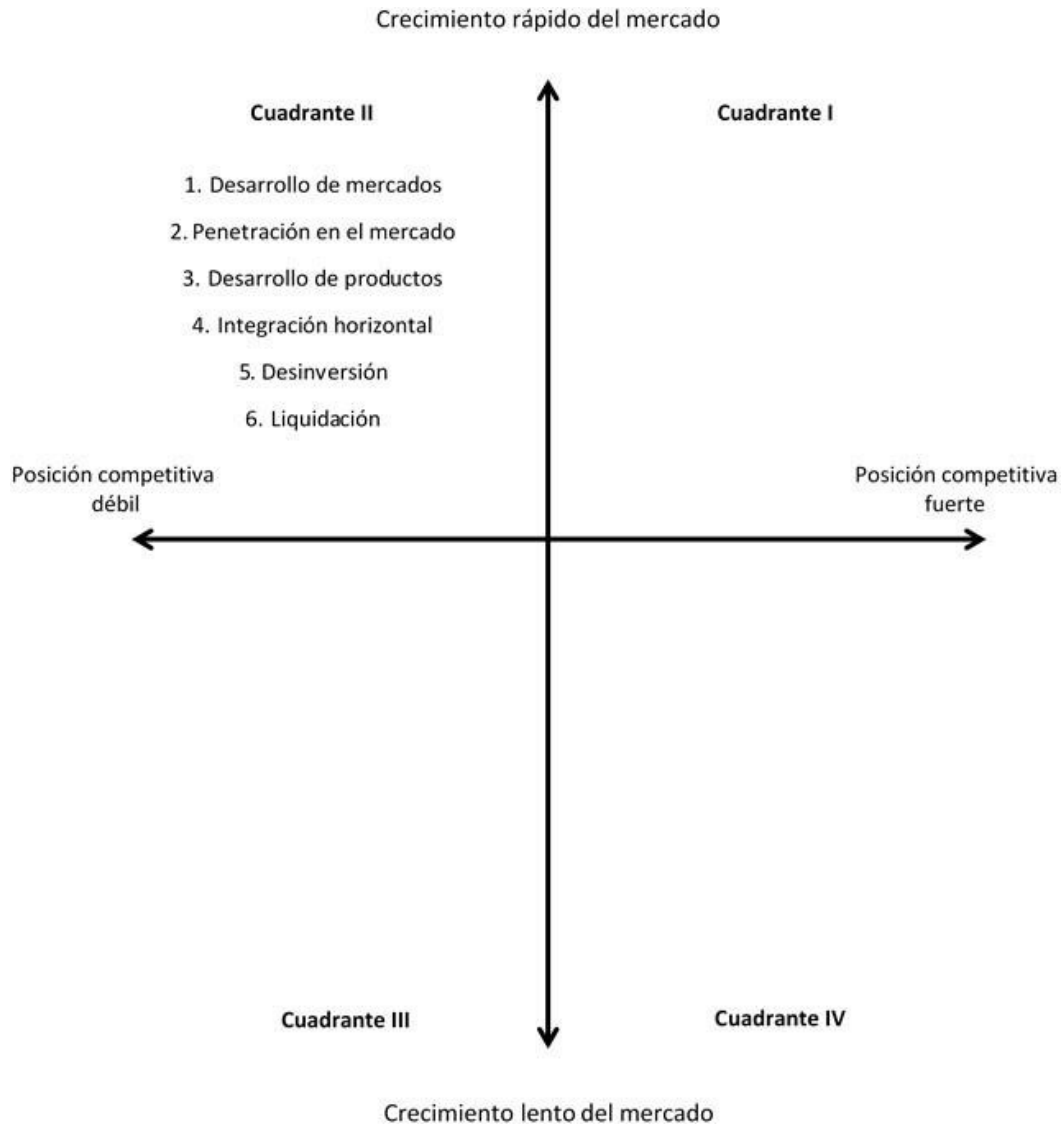 Crecimiento rápido del mercado
Cuadrante II
Cuadrante I
1. Desarrollo de mercados
2. Penetración en el mercado
3. Desarrollo de productos
4. Integración horizontal
5. Desinversión
6. Liquidación
Posición competitiva
débil
Posición competitiva
fuerte
Cuadrante III
Cuadrante IV
Crecimiento lento del mercado